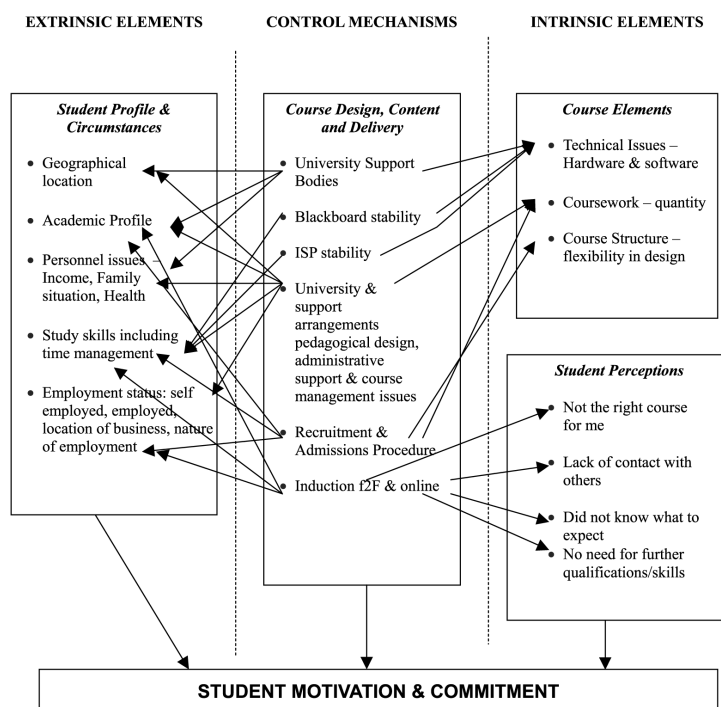 EXTRINSIC ELEMENTS
CONTROL MECHANISMS
INTRINSIC ELEMENTS
Student Profile &
Circumstances
• Geographical
location
• Academic Profile
• Personnel issues –
Income, Family
situation, Health
• Study skills including
time management
• Employment status: self
employed, employed,
location of business, nature
of employment
Course Design, Content
and Delivery
• University Support
Bodies
• Blackboard stability
• ISP stability
• University &
support
arrangements
pedagogical design,
administrative
support & course
management issues
• Recruitment &
Admissions Procedure
• Induction f2F & online
Course Elements
• Technical Issues –
Hardware & software
• Coursework – quantity
• Course Structure –
flexibility in design
Student Perceptions
• Not the right course
for me
• Lack of contact with
others
• Did not know what to
expect
• No need for further
qualifications/skills
STUDENT MOTIVATION & COMMITMENT